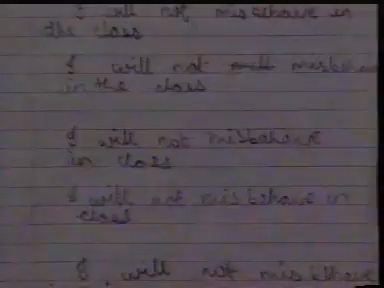 I will not misbehave in
the class
I will not will misbehave
in the class
I will not misbehave
in class
I will not misbehave in
class
I will not misbehave